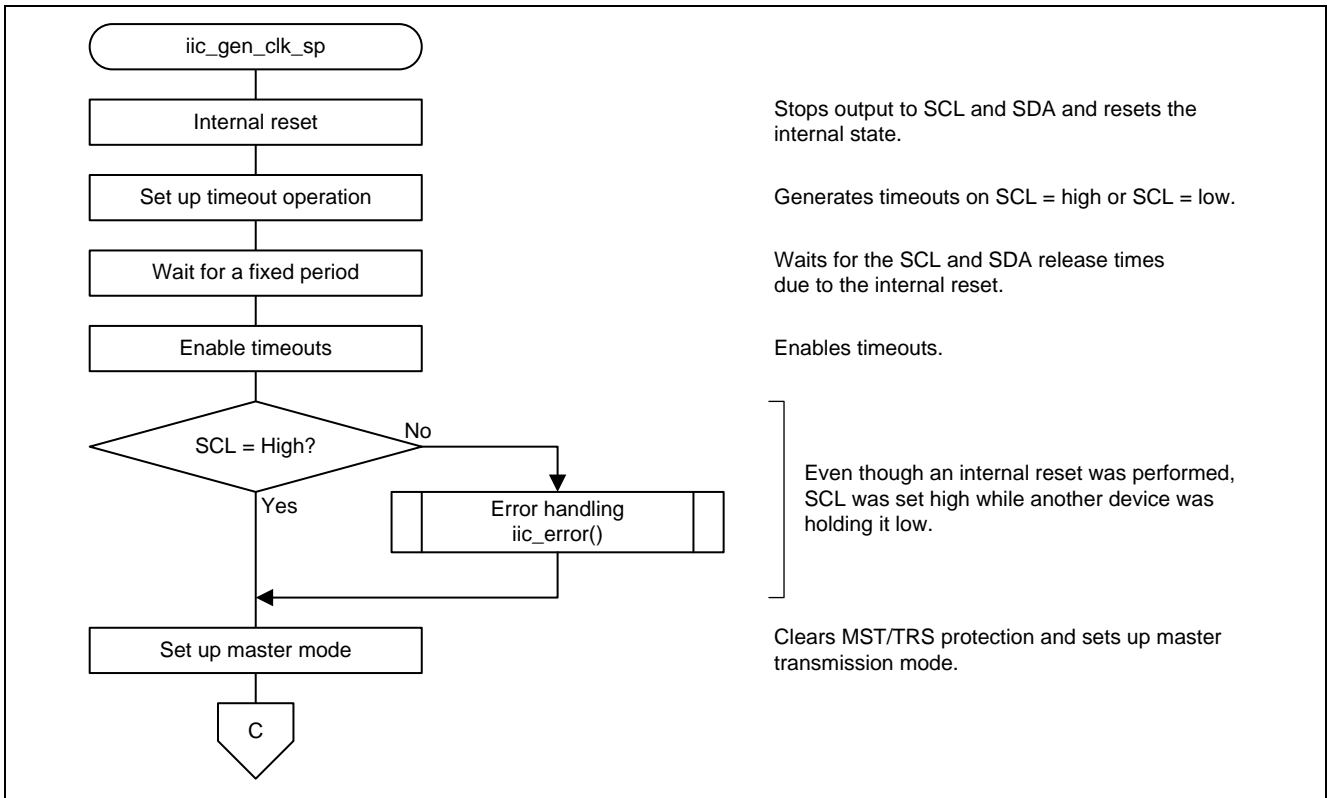 iic_gen_clk_sp
Internal reset
Stops output to SCL and SDA and resets the
internal state.
Set up timeout operation
Generates timeouts on SCL = high or SCL = low.
Wait for a fixed period
Waits for the SCL and SDA release times
due to the internal reset.
Enable timeouts
Enables timeouts.
SCL = High?
No
Yes
Error handling
iic_error()
Even though an internal reset was performed,
SCL was set high while another device was
holding it low.
Set up master mode
Clears MST/TRS protection and sets up master
transmission mode.
C